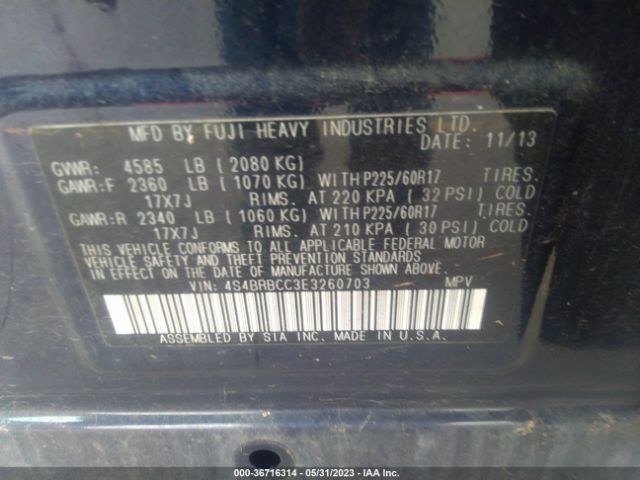 MFD BY FUJI HEAVY INDUSTRIES LTD.
DATE: 11/13
GVWR: 4585 LB (2080 KG)
GAWR:F 2360 LB (1070 KG) WITH P225/60R17 TIRES.
17X7J RIMS. AT 220 KPA (32 PSI) COLD
GAWR:R 2340 LB (1060 KG) WITH P225/60R17 TIRES.
17X7J RIMS. AT 210 KPA (30 PSI) COLD
THIS VEHICLE CONFORMS TO ALL APPLICABLE FEDERAL MOTOR
VEHICLE SAFETY AND THEFT PREVENTION STANDARDS
IN EFFECT ON THE DATE OF MANUFACTURE SHOWN ABOVE.
VIN: 4S4BRBCC3E3260703 MPV
ASSEMBLED BY SIA INC. MADE IN U.S.A.
000-36716314 - 05/31/2023 - IAA Inc.